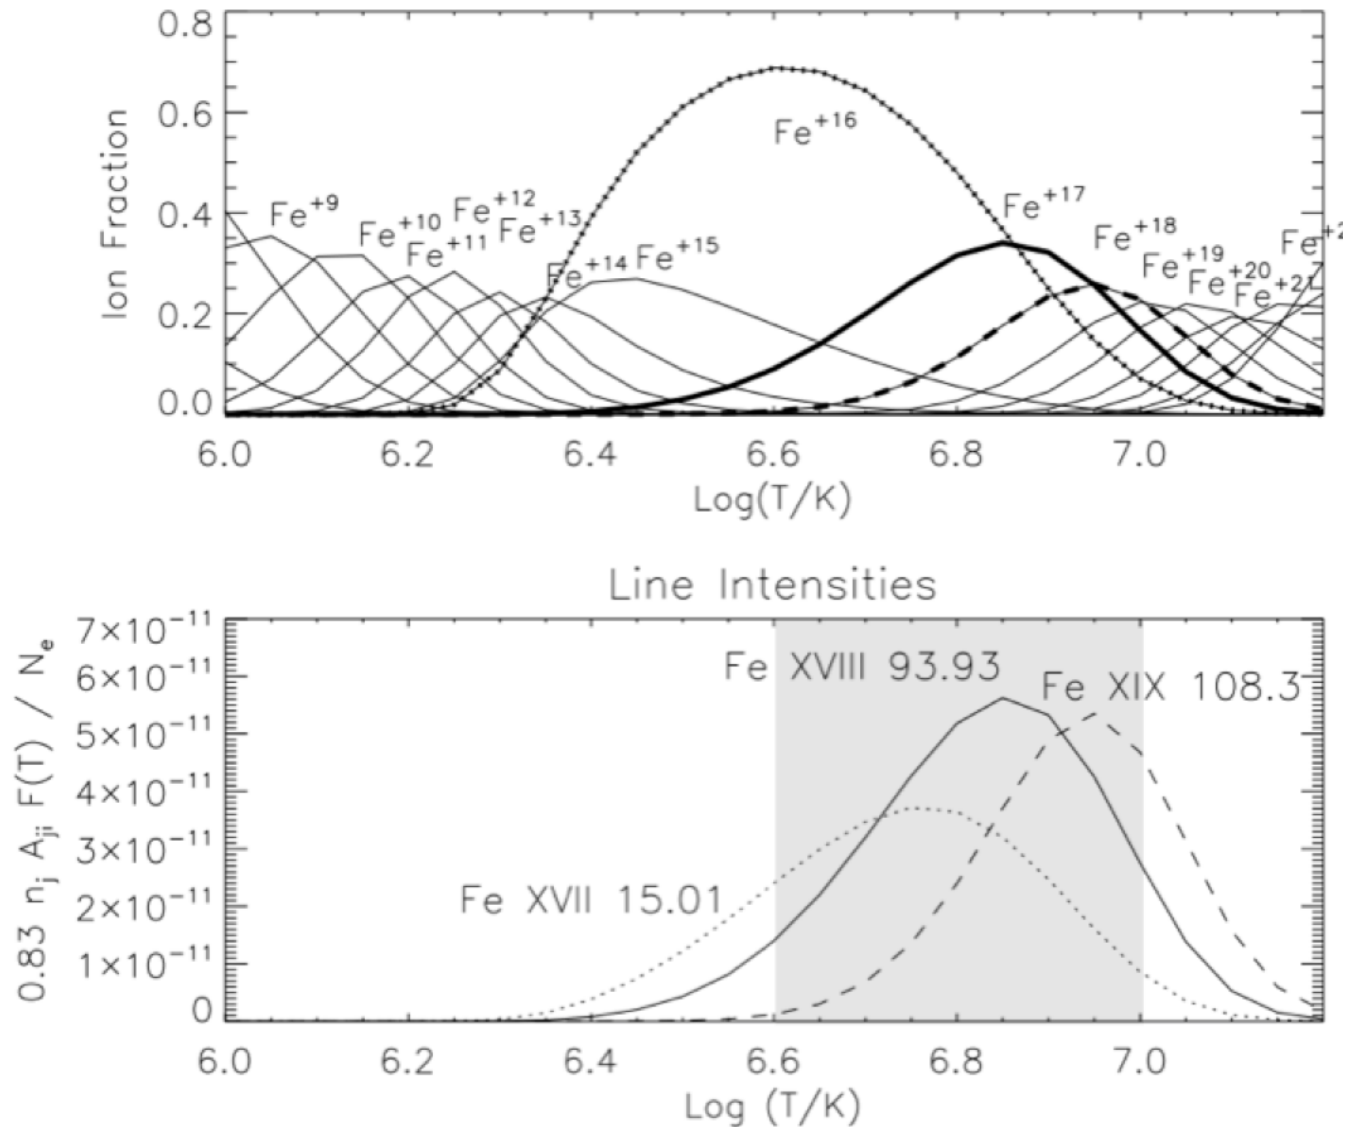 0.8
0.6
0.4
0.2
0.0
Ion Fraction
Fe+9
Fe+10
Fe+11
Fe+12
Fe+13
Fe+14
Fe+15
Fe+16
Fe+17
Fe+18
Fe+19
Fe+20
Fe+21
Fe+2
6.0 6.2 6.4 6.6 6.8 7.0
Log(T/K)
Line Intensities
7×10-11
6×10-11
5×10-11
4×10-11
3×10-11
2×10-11
1×10-11
0
0.83 nj Aji F(T) / Ne
Fe XVIII 93.93
Fe XIX 108.3
Fe XVII 15.01
6.0 6.2 6.4 6.6 6.8 7.0
Log (T/K)